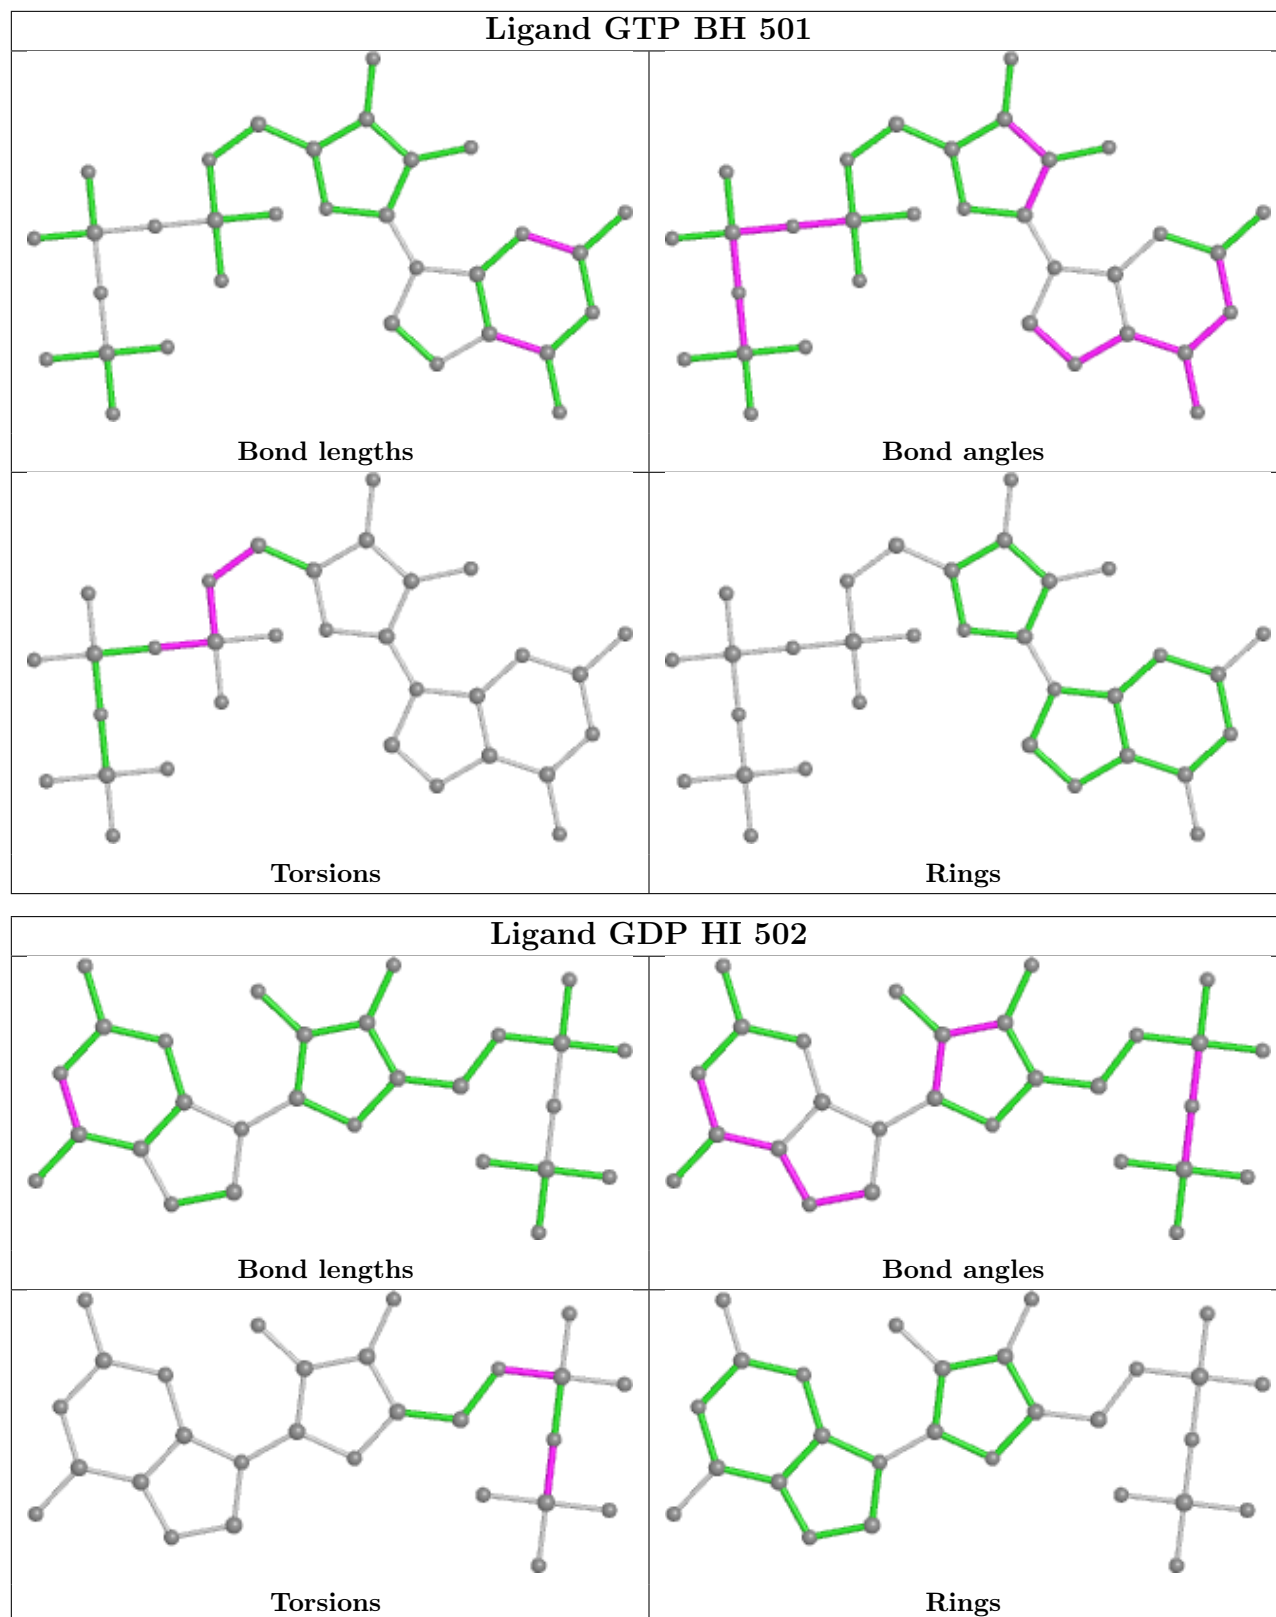 Ligand GTP BH 501
Bond lengths
Bond angles
Torsions
Rings
Ligand GDP HI 502
Bond lengths
Bond angles
Torsions
Rings